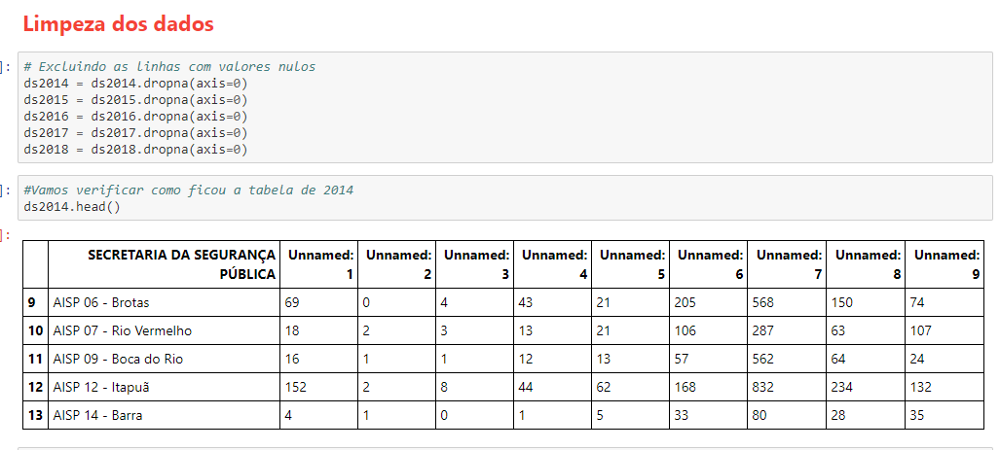 Limpeza dos dados
]: # Excluindo as linhas com valores nulos
ds2014 = ds2014.dropna(axis=0)
ds2015 = ds2015.dropna(axis=0)
ds2016 = ds2016.dropna(axis=0)
ds2017 = ds2017.dropna(axis=0)
ds2018 = ds2018.dropna(axis=0)
]: #Vamos verificar como ficou a tabela de 2014
ds2014.head()
]:
SECRETARIA DA SEGURANÇA Unnamed: Unnamed: Unnamed: Unnamed: Unnamed: Unnamed: Unnamed: Unnamed: Unnamed:
PÚBLICA 1 2 3 4 5 6 7 8 9
9 AISP 06 - Brotas 69 0 4 43 21 205 568 150 74
10 AISP 07 - Rio Vermelho 18 2 3 13 21 106 287 63 107
11 AISP 09 - Boca do Rio 16 1 1 12 13 57 562 64 24
12 AISP 12 - Itapuã 152 2 8 44 62 168 832 234 132
13 AISP 14 - Barra 4 1 0 1 5 33 80 28 35